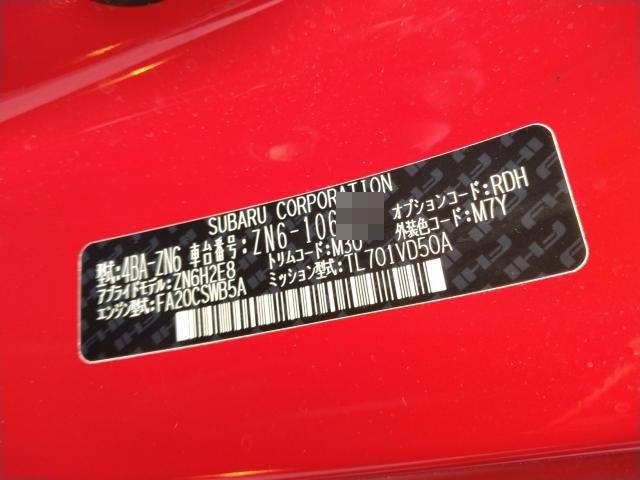 SUBARU CORPORATION
型式:4BA-ZN6 車台番号:ZN6-106
オプションコード:RDH
アプライドモデル:ZN6H2E8 トリムコード:M30 外装色コード:M7Y
エンジン型式:FA20CSWB5A ミッション型式:TL701VD50A